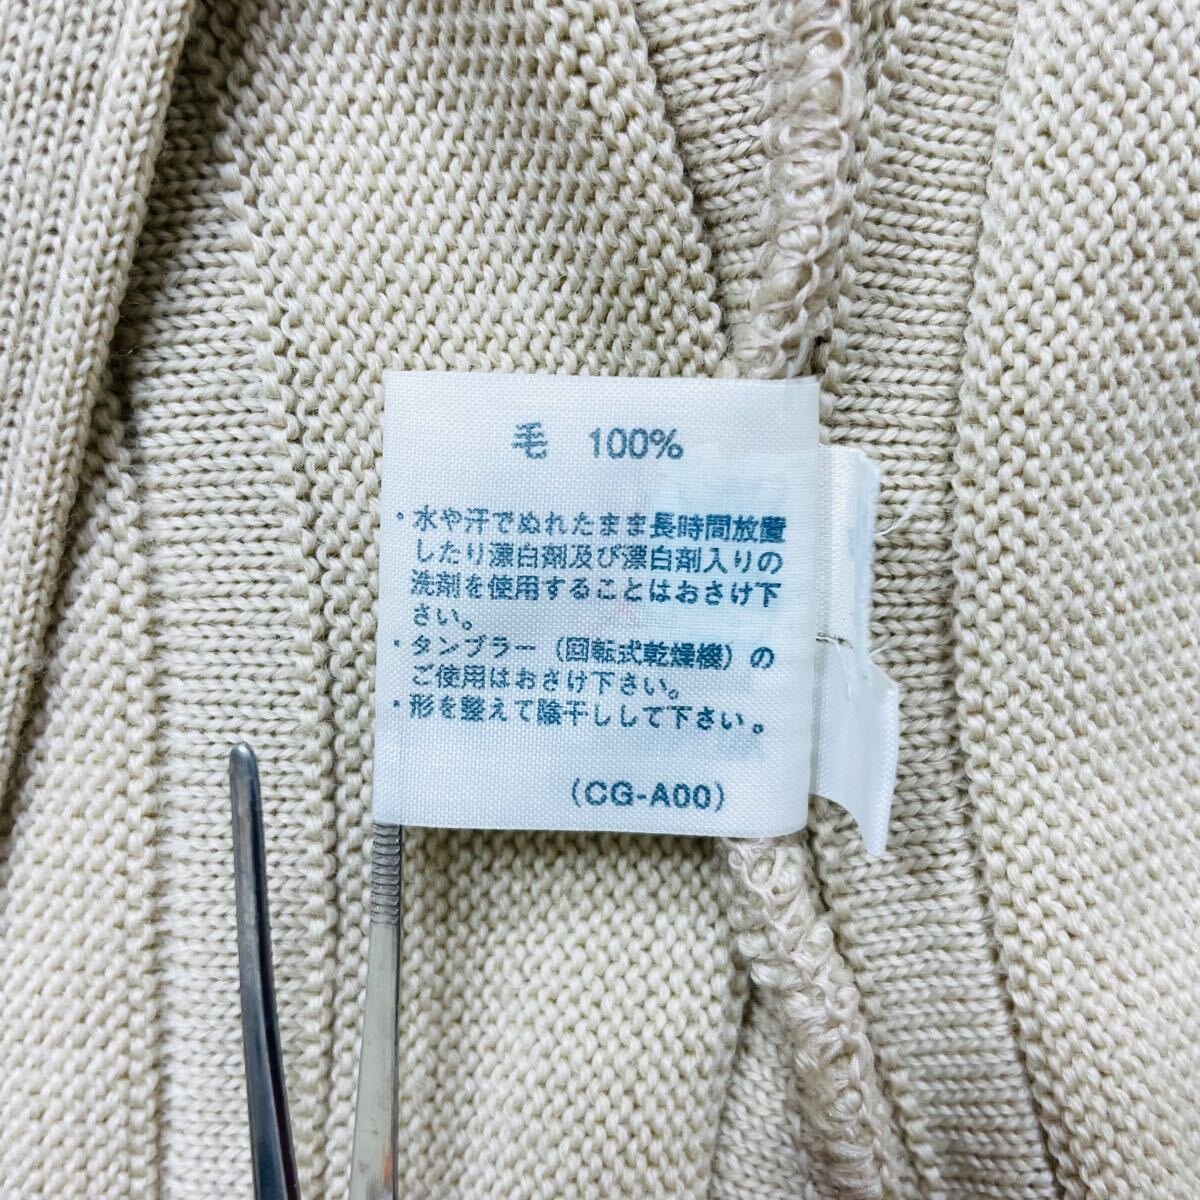 毛　100%
・水や汗でぬれたまま長時間放置
したり漂白剤及び漂白剤入りの
洗剤を使用することはおさけ下
さい。
・タンブラー（回転式乾燥機）の
ご使用はおさけ下さい。
・形を整えて陰干しして下さい。
（CG-A00）